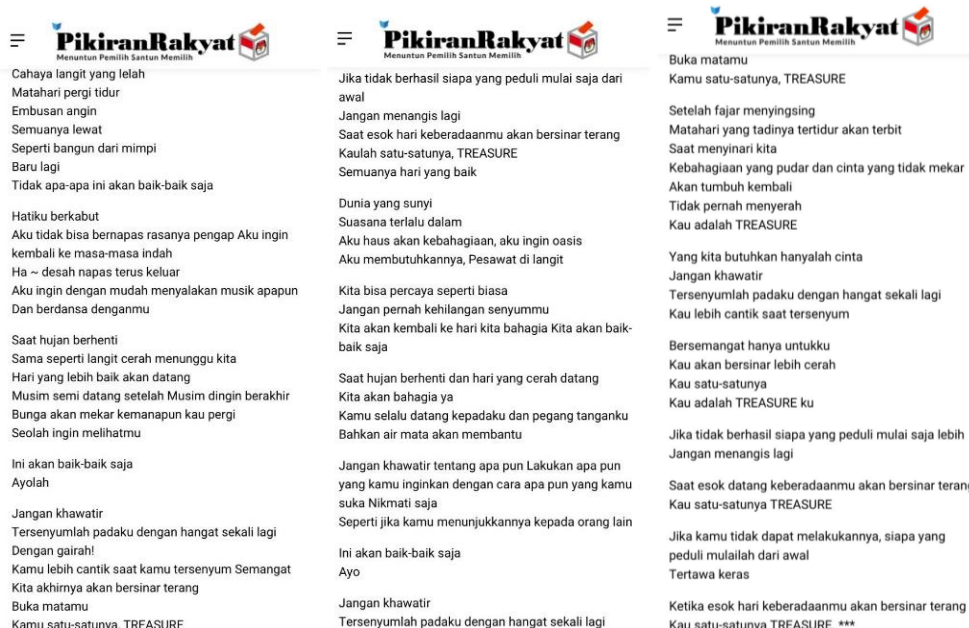 PikiranRakyat
Menuntun Pemilih Santun Memilih
Cahaya langit yang lelah
Matahari pergi tidur
Embusan angin
Semuanya lewat
Seperti bangun dari mimpi
Baru lagi
Tidak apa-apa ini akan baik-baik saja
Hatiku berkabut
Aku tidak bisa bernapas rasanya pengap Aku ingin
kembali ke masa-masa indah
Ha ~ desah napas terus keluar
Aku ingin dengan mudah menyalakan musik apapun
Dan berdansa denganmu
Saat hujan berhenti
Sama seperti langit cerah menunggu kita
Hari yang lebih baik akan datang
Musim semi datang setelah Musim dingin berakhir
Bunga akan mekar kemanapun kau pergi
Seolah ingin melihatmu
Ini akan baik-baik saja
Ayolah
Jangan khawatir
Tersenyumlah padaku dengan hangat sekali lagi
Dengan gairah!
Kamu lebih cantik saat kamu tersenyum Semangat
Kita akhirnya akan bersinar terang
Buka matamu
Kamu satu-satunya, TREASURE
PikiranRakyat
Menuntun Pemilih Santun Memilih
Jika tidak berhasil siapa yang peduli mulai saja dari
awal
Jangan menangis lagi
Saat esok hari keberadaanmu akan bersinar terang
Kaulah satu-satunya, TREASURE
Semuanya hari yang baik
Dunia yang sunyi
Suasana terlalu dalam
Aku haus akan kebahagiaan, aku ingin oasis
Aku membutuhkannya, Pesawat di langit
Kita bisa percaya seperti biasa
Jangan pernah kehilangan senyummu
Kita akan kembali ke hari kita bahagia Kita akan baik-
baik saja
Saat hujan berhenti dan hari yang cerah datang
Kita akan bahagia ya
Kamu selalu datang kepadaku dan pegang tanganku
Bahkan air mata akan membantu
Jangan khawatir tentang apa pun Lakukan apa pun
yang kamu inginkan dengan cara apa pun yang kamu
suka Nikmati saja
Seperti jika kamu menunjukkannya kepada orang lain
Ini akan baik-baik saja
Ayo
Jangan khawatir
Tersenyumlah padaku dengan hangat sekali lagi
PikiranRakyat
Menuntun Pemilih Santun Memilih
Buka matamu
Kamu satu-satunya, TREASURE
Setelah fajar menyingsing
Matahari yang tadinya tertidur akan terbit
Saat menyinari kita
Kebahagiaan yang pudar dan cinta yang tidak mekar
Akan tumbuh kembali
Tidak pernah menyerah
Kau adalah TREASURE
Yang kita butuhkan hanyalah cinta
Jangan khawatir
Tersenyumlah padaku dengan hangat sekali lagi
Kau lebih cantik saat tersenyum
Bersemangat hanya untukku
Kau akan bersinar lebih cerah
Kau satu-satunya
Kau adalah TREASURE ku
Jika tidak berhasil siapa yang peduli mulai saja lebih
Jangan menangis lagi
Saat esok datang keberadaanmu akan bersinar terang
Kau satu-satunya TREASURE
Jika kamu tidak dapat melakukannya, siapa yang
peduli mulailah dari awal
Tertawa keras
Ketika esok hari keberadaanmu akan bersinar terang
Kau satu-satunya TREASURE. ***